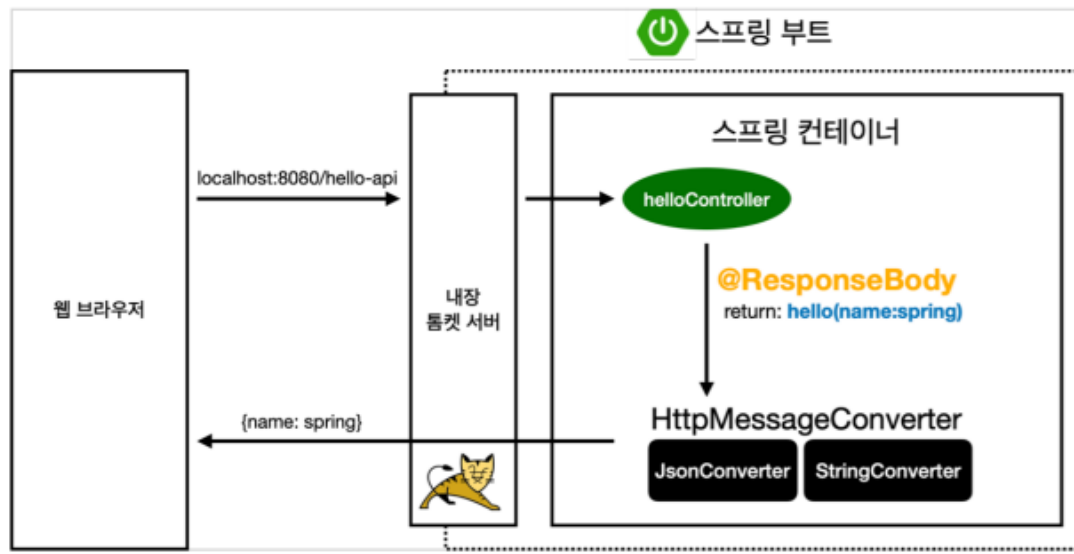 스프링 부트
스프링 컨테이너
localhost:8080/hello-api
helloController
@ResponseBody
return: hello(name:spring)
웹 브라우저
내장
톰켓 서버
{name: spring}
HttpMessageConverter
JsonConverter
StringConverter